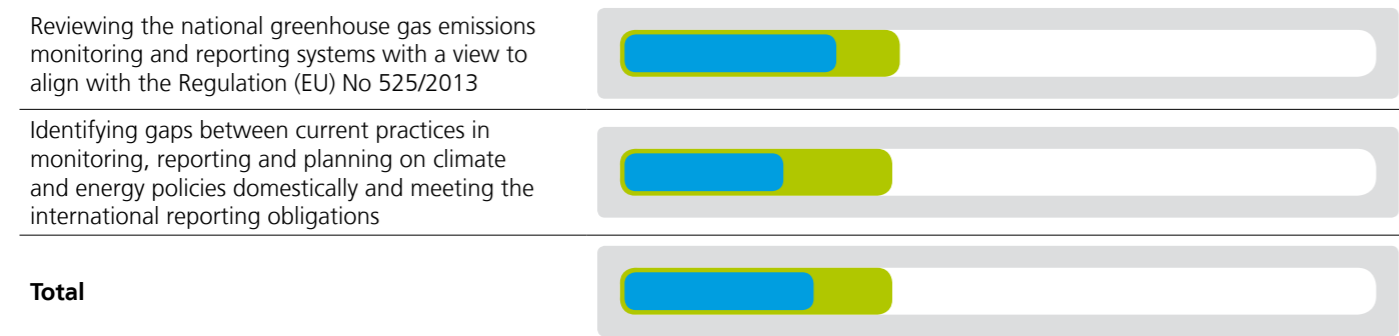 Reviewing the national greenhouse gas emissions
monitoring and reporting systems with a view to
align with the Regulation (EU) No 525/2013
Identifying gaps between current practices in
monitoring, reporting and planning on climate
and energy policies domestically and meeting the
international reporting obligations
Total